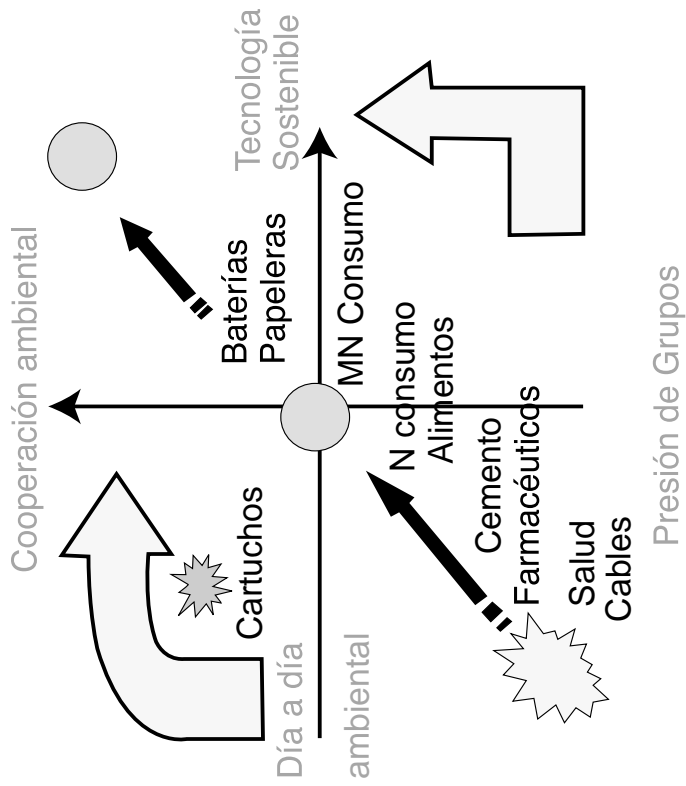 Cooperación ambiental
Cartuchos
Baterías
Papeleras
Tecnología
Sostenible
Día a día
ambiental
MN Consumo
N consumo
Alimentos
Cemento
Farmacéuticos
Salud
Cables
Presión de Grupos